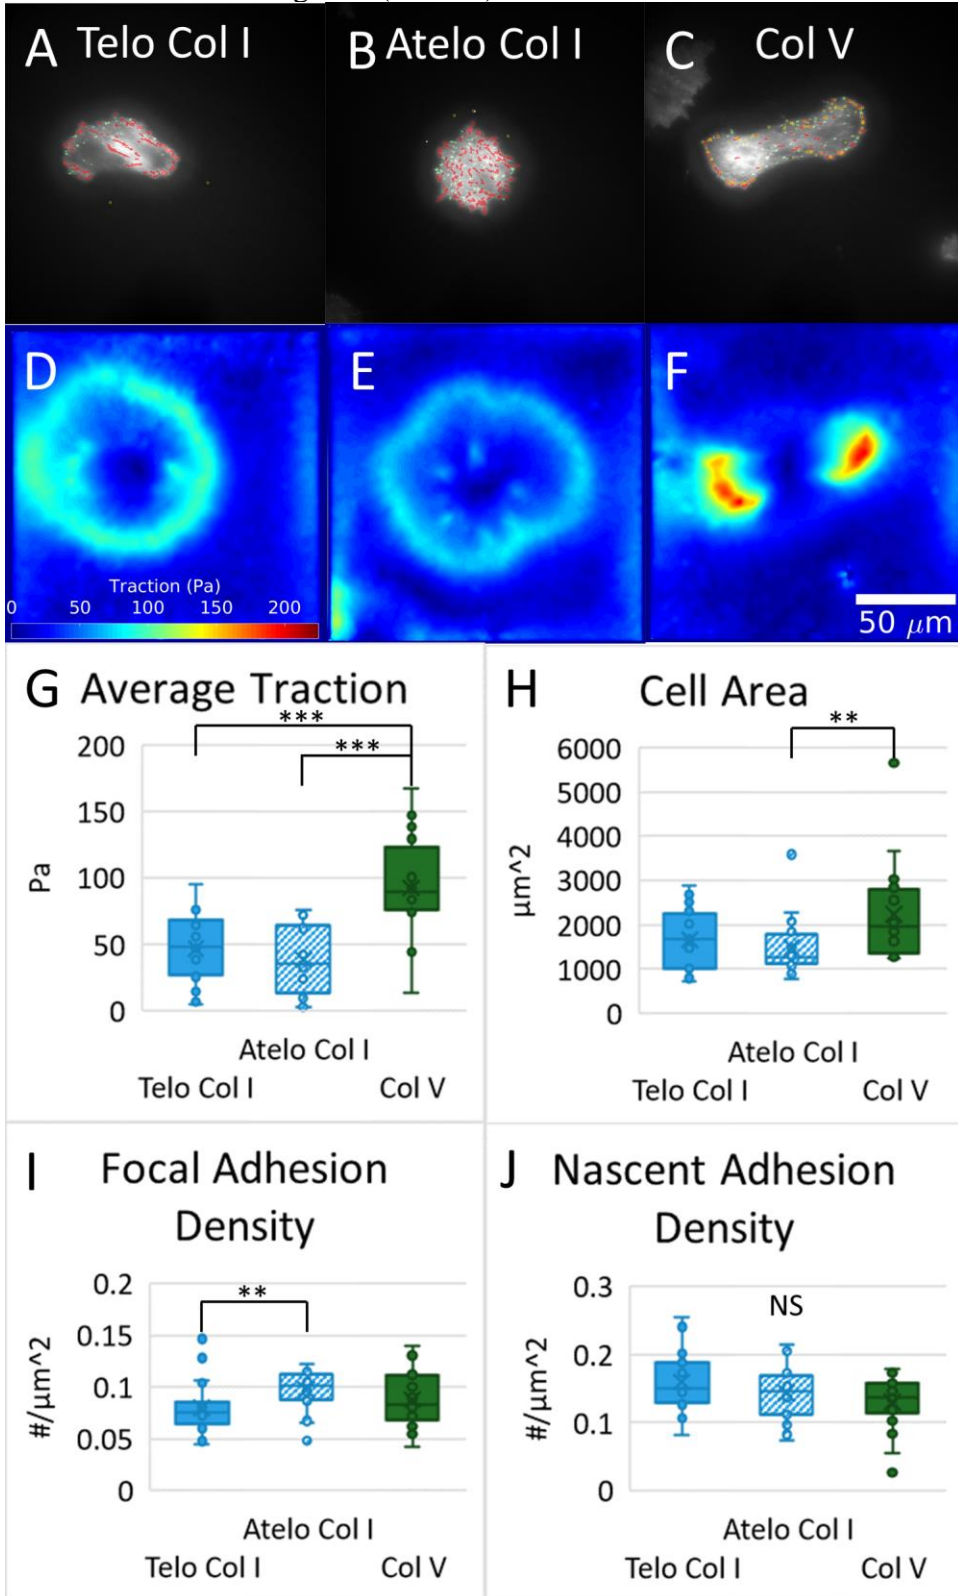 A Telo Col I
B Atelo Col I
C Col V
D
E
F
Traction (Pa)
0 50 100 150 200
50 μm
G Average Traction
***
***
200
150
100
50
0
Pa
Atelo Col I
Telo Col I Col V
H Cell Area
**
6000
5000
4000
3000
2000
1000
0
μm^2
Atelo Col I
Telo Col I Col V
I Focal Adhesion
Density
**
0.2
0.15
0.1
0.05
0
#/μm^2
Atelo Col I
Telo Col I Col V
J Nascent Adhesion
Density
NS
0.3
0.2
0.1
0
#/μm^2
Atelo Col I
Telo Col I Col V